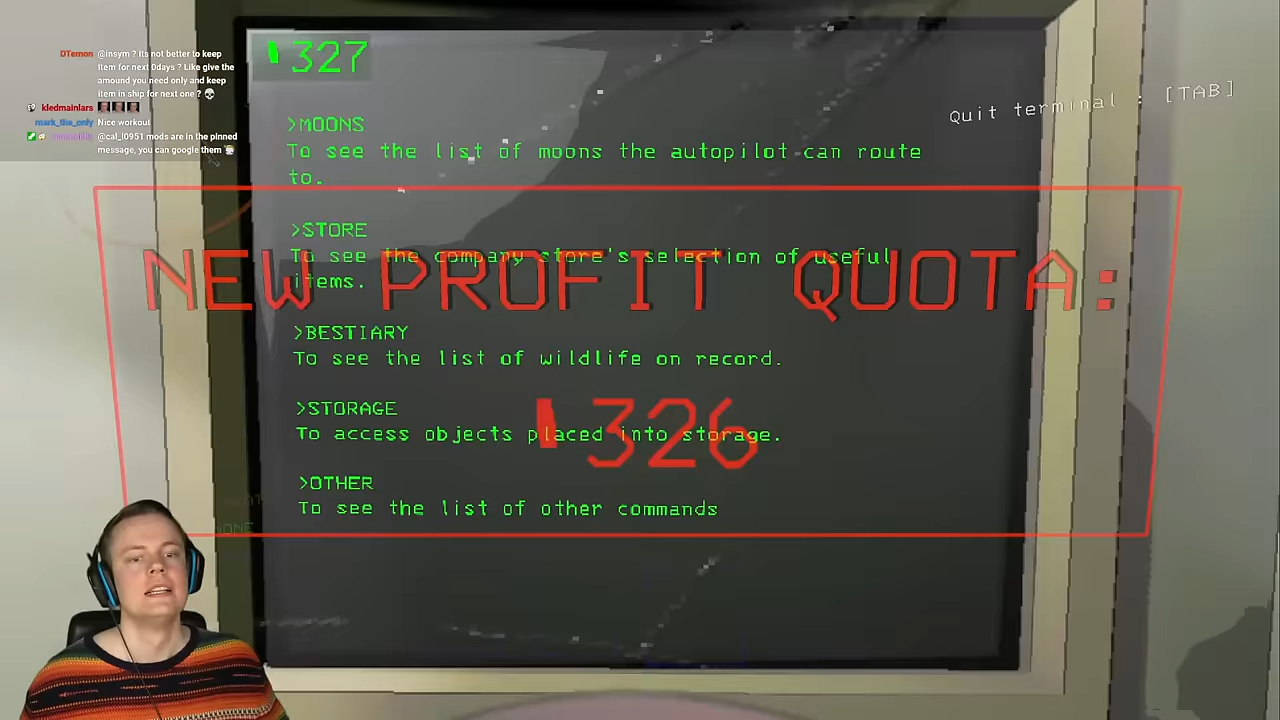 DTemon @insym ? Its not better to keep
item for next 0days ? Like give the
amound you need only and keep
item in ship for next one ? 💀
kledmainlars
mark_the_only Nice workout
@cal_l0951 mods are in the pinned
message, you can google them
327
Quit terminal : [TAB]
>MOONS
To see the list of moons the autopilot can route
to.
>STORE
To see the company store's selection of useful
items.
NEW PROFIT QUOTA:
>BESTIARY
To see the list of wildlife on record.
>STORAGE
To access objects placed into storage.
326
>OTHER
To see the list of other commands